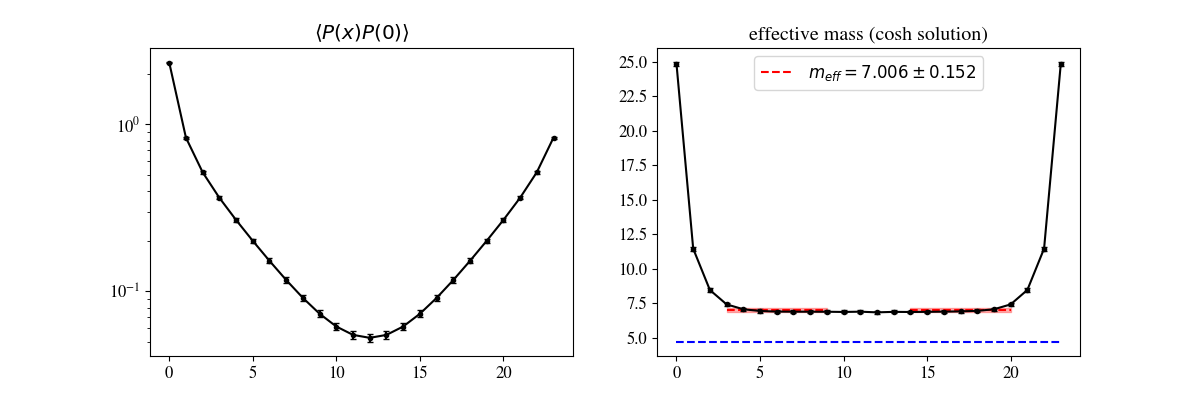 ⟨P(x)P(0)⟩
10⁰
10⁻¹
0 5 10 15 20
effective mass (cosh solution)
m_eff = 7.006 ± 0.152
25.0
22.5
20.0
17.5
15.0
12.5
10.0
7.5
5.0
0 5 10 15 20